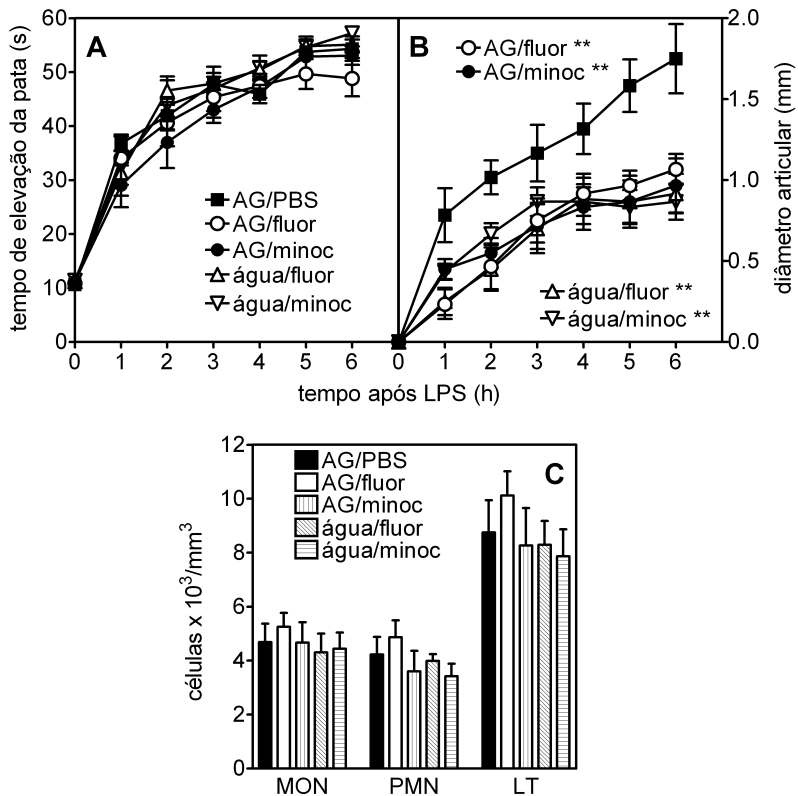 A
tempo de elevação da pata (s)
60
50
40
30
20
10
0
AG/PBS
AG/fluor
AG/minoc
água/fluor
água/minoc
0 1 2 3 4 5 6
B
AG/fluor **
AG/minoc **
água/fluor **
água/minoc **
2.0
1.5
1.0
0.5
0.0
diâmetro articular (mm)
0 1 2 3 4 5 6
tempo após LPS (h)
C
células x 10³/mm³
12
10
8
6
4
2
0
AG/PBS
AG/fluor
AG/minoc
água/fluor
água/minoc
MON PMN LT